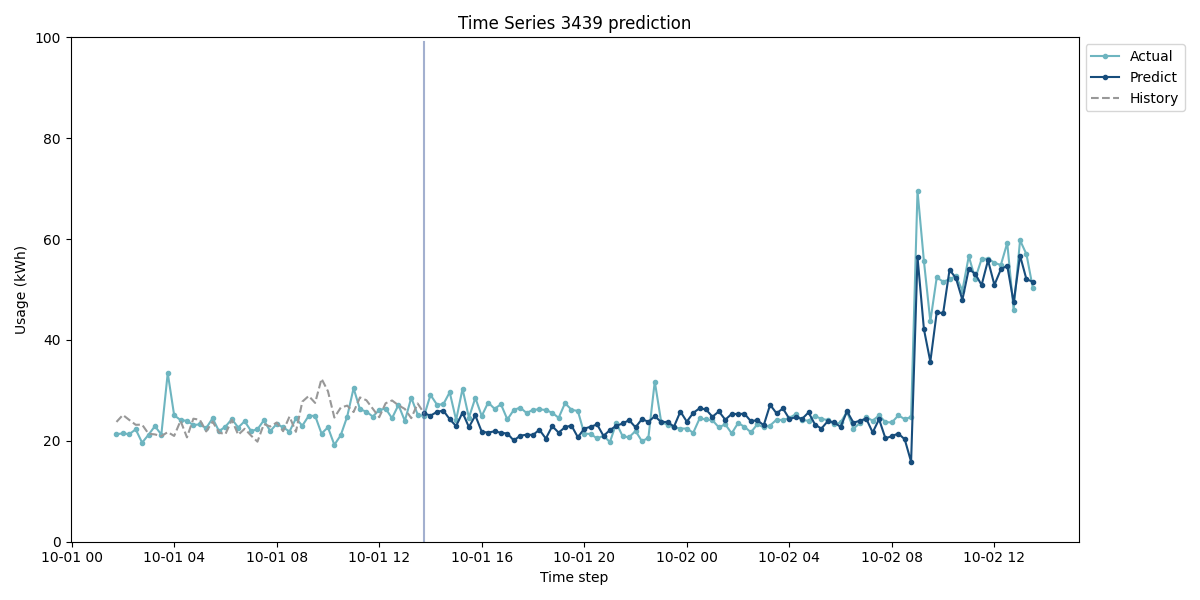 Time Series 3439 prediction
100
80
60
40
20
0
Usage (kWh)
10-01 00
10-01 04
10-01 08
10-01 12
10-01 16
10-01 20
10-02 00
10-02 04
10-02 08
10-02 12
Time step
Actual
Predict
History